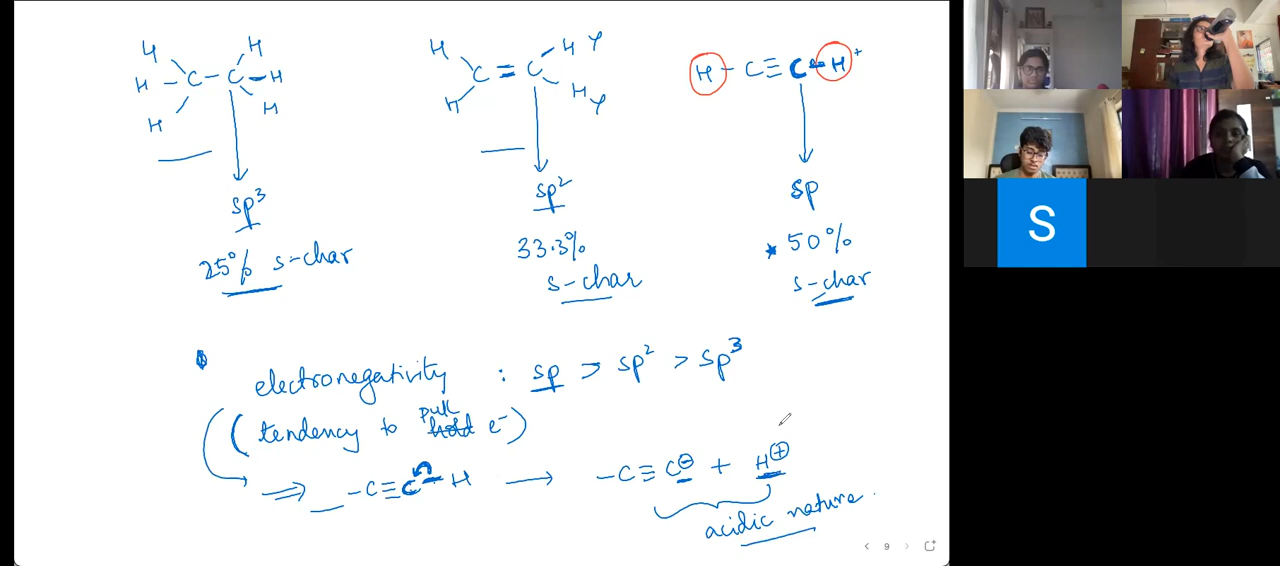 H H H H
H - C - C - H H - C ≡ C - H +
C = C
H H H H
sp³ sp² sp
25% s-char 33.3% * 50%
s-char s-char
electronegativity : sp > sp² > sp³
pull
(tendency to hold e⁻)
⟹ -C≡C-H ⟶ -C≡C⊖ + H⊕
acidic nature.
S
9